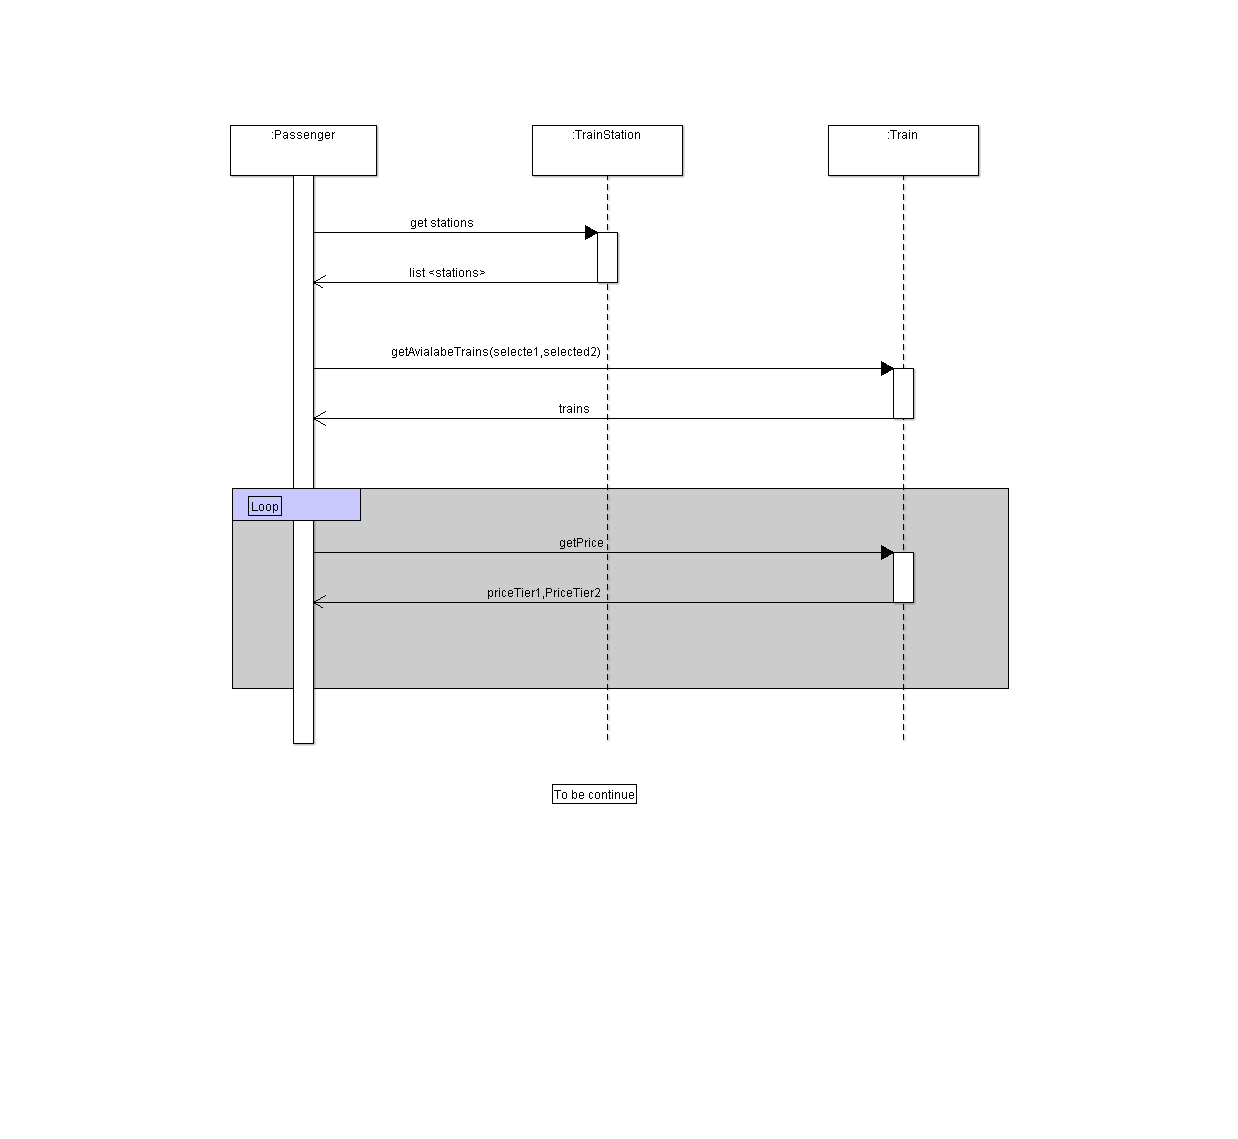 :Passenger
:TrainStation
:Train
get stations
list <stations>
getAvialabeTrains(selecte1,selected2)
trains
Loop
getPrice
priceTier1,PriceTier2
To be continue